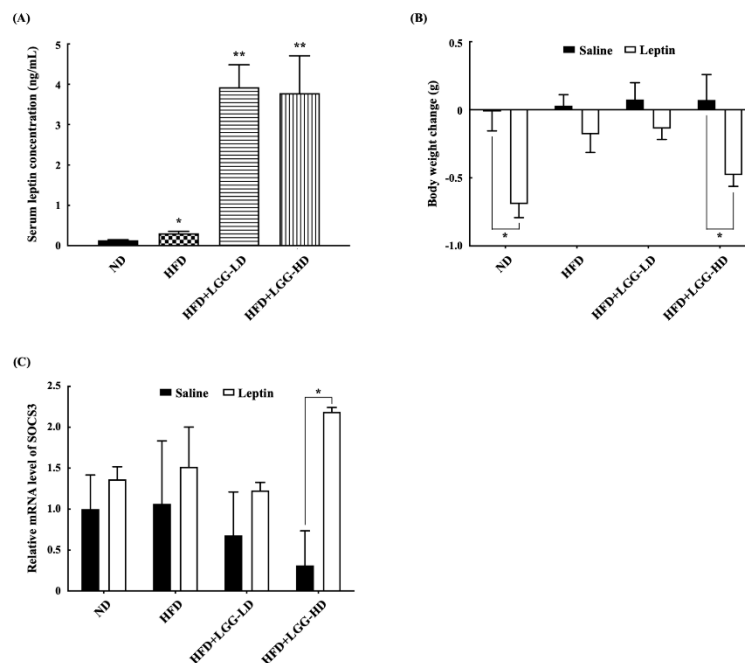 (A)
Serum leptin concentration (ng/mL)
5
4
3
2
1
0
*
**
**
ND
HFD
HFD+LGG-LD
HFD+LGG-HD
(B)
Saline Leptin
Body weight change (g)
0.5
0
-0.5
-1.0
*
*
ND
HFD
HFD+LGG-LD
HFD+LGG-HD
(C)
Saline Leptin
Relative mRNA level of SOCS3
2.5
2.0
1.5
1.0
0.5
0
*
ND
HFD
HFD+LGG-LD
HFD+LGG-HD